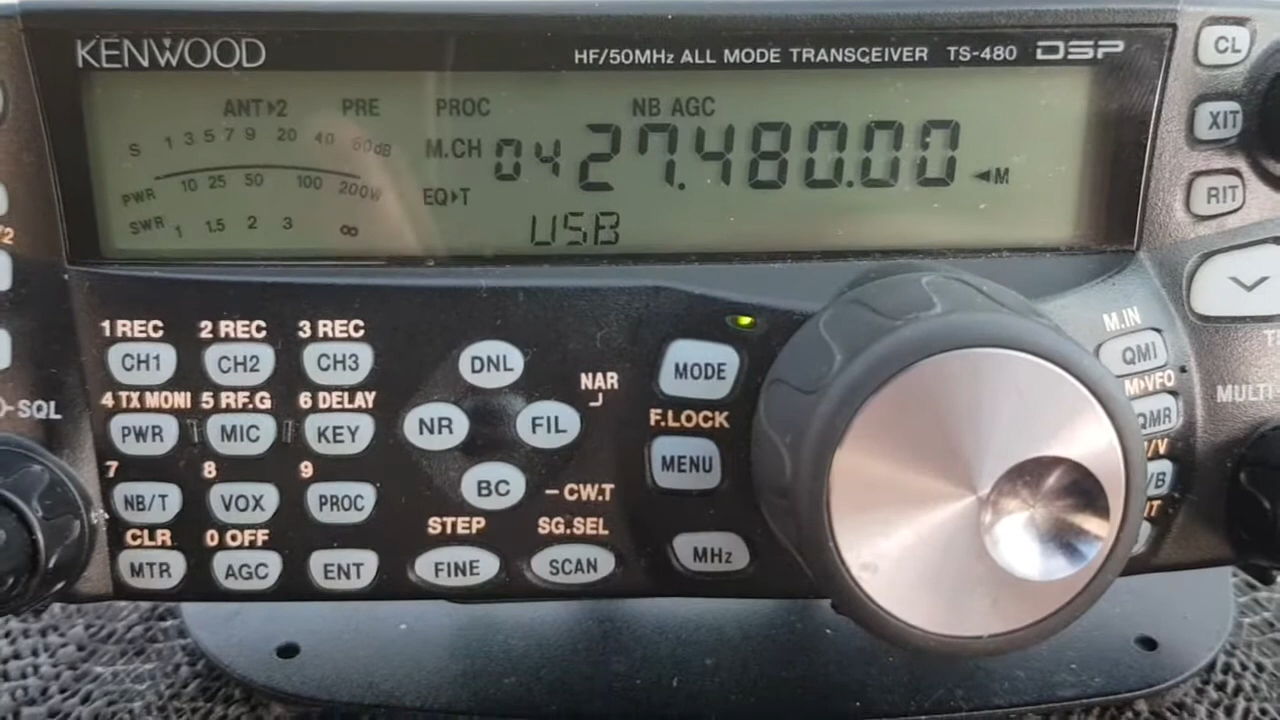 KENWOOD HF/50MHz ALL MODE TRANSCEIVER TS-480 DSP CL
ANT▸2 PRE PROC NB AGC
S 1 3 5 7 9 20 40 60dB M.CH 04 27.480.00 ◄M XIT
PWR 10 25 50 100 200W EQ▸T RIT
SWR 1 1.5 2 3 ∞ USB
1 REC 2 REC 3 REC M.IN
CH1 CH2 CH3 DNL MODE QMI
4 TX MONI 5 RF.G 6 DELAY NAR M▸VFO MULTI
SQL PWR MIC KEY NR FIL F.LOCK QMR
7 8 9 MENU /V
NB/T VOX PROC BC –CW.T /B
CLR 0 OFF STEP SG.SEL IT
MTR AGC ENT FINE SCAN MHz